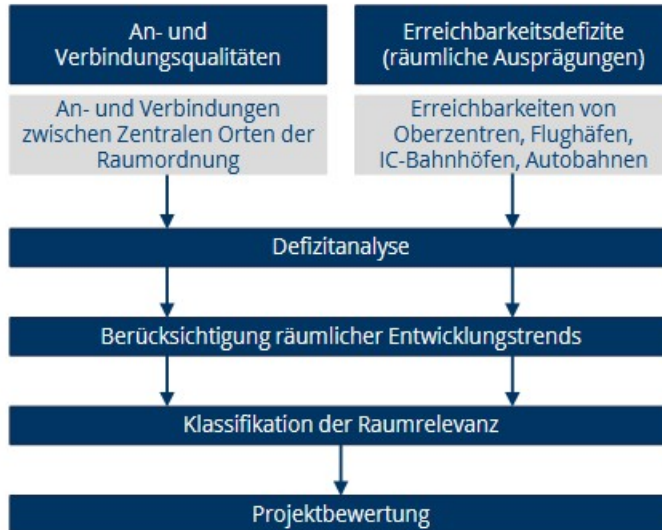 An- und
Verbindungsqualitäten
An- und Verbindungen
zwischen Zentralen Orten der
Raumordnung
Erreichbarkeitsdefizite
(räumliche Ausprägungen)
Erreichbarkeiten von
Oberzentren, Flughäfen,
IC-Bahnhöfen, Autobahnen
Defizitanalyse
Berücksichtigung räumlicher Entwicklungstrends
Klassifikation der Raumrelevanz
Projektbewertung